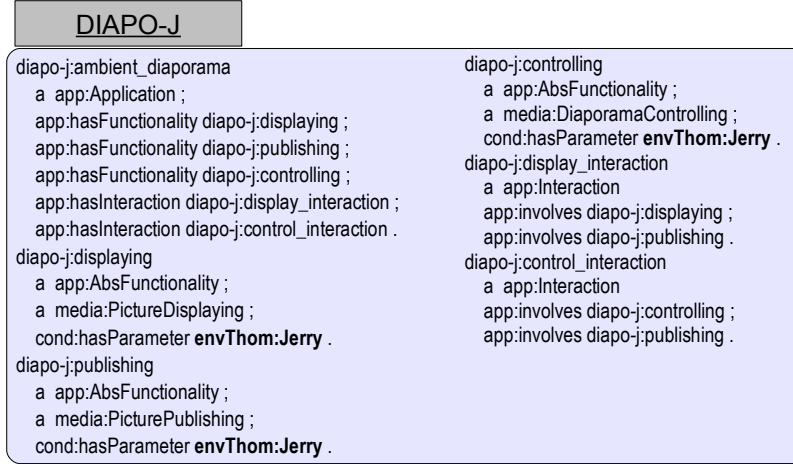 DIAPO-J
diapo-j:ambient_diaporama
a app:Application ;
app:hasFunctionality diapo-j:displaying ;
app:hasFunctionality diapo-j:publishing ;
app:hasFunctionality diapo-j:controlling ;
app:hasInteraction diapo-j:display_interaction ;
app:hasInteraction diapo-j:control_interaction .
diapo-j:displaying
a app:AbsFunctionality ;
a media:PictureDisplaying ;
cond:hasParameter envThom:Jerry .
diapo-j:publishing
a app:AbsFunctionality ;
a media:PicturePublishing ;
cond:hasParameter envThom:Jerry .
diapo-j:controlling
a app:AbsFunctionality ;
a media:DiaporamaControlling ;
cond:hasParameter envThom:Jerry .
diapo-j:display_interaction
a app:Interaction
app:involves diapo-j:displaying ;
app:involves diapo-j:publishing .
diapo-j:control_interaction
a app:Interaction
app:involves diapo-j:controlling ;
app:involves diapo-j:publishing .